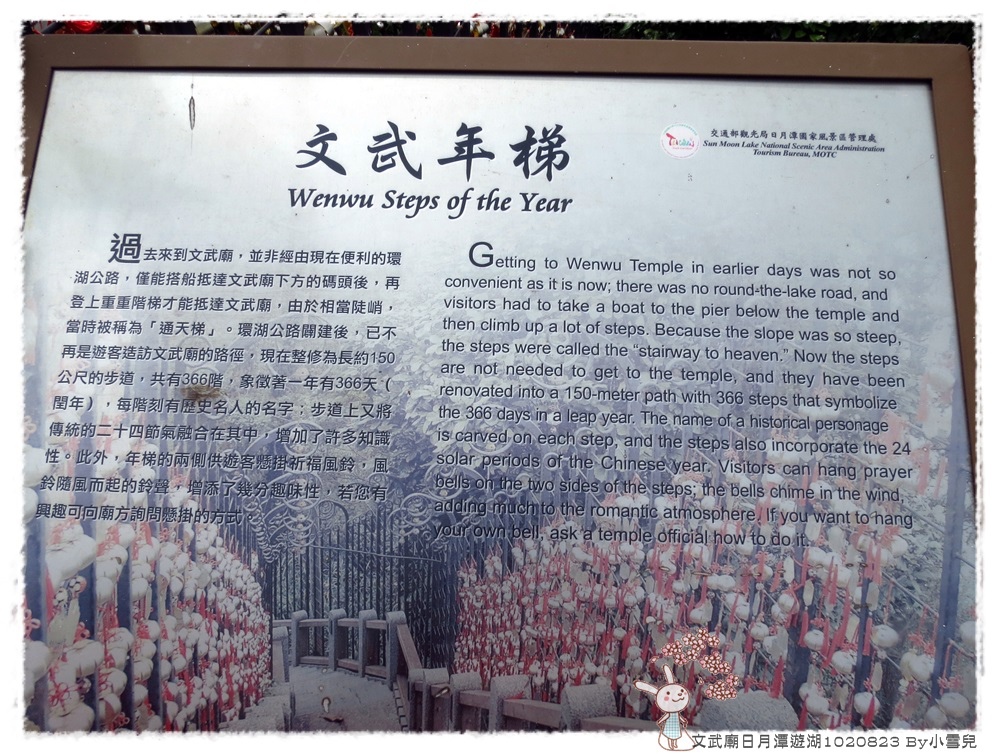 文武年梯
Wenwu Steps of the Year
交通部觀光局日月潭國家風景區管理處
Sun Moon Lake National Scenic Area Administration
Tourism Bureau, MOTC
過去來到文武廟，並非經由現在便利的環
湖公路，僅能搭船抵達文武廟下方的碼頭後，再
登上重重階梯才能抵達文武廟，由於相當陡峭，
當時被稱為「通天梯」。環湖公路闢建後，已不
再是遊客造訪文武廟的路徑，現在整修為長約150
公尺的步道，共有366階，象徵著一年有366天（
閏年），每階刻有歷史名人的名字；步道上又將
傳統的二十四節氣融合在其中，增加了許多知識
性。此外，年梯的兩側供遊客懸掛祈福風鈴，風
鈴隨風而起的鈴聲，增添了幾分趣味性，若您有
興趣可向廟方詢問懸掛的方式。
Getting to Wenwu Temple in earlier days was not so
convenient as it is now; there was no round-the-lake road, and
visitors had to take a boat to the pier below the temple and
then climb up a lot of steps. Because the slope was so steep,
the steps were called the “stairway to heaven.” Now the steps
are not needed to get to the temple, and they have been
renovated into a 150-meter path with 366 steps that symbolize
the 366 days in a leap year. The name of a historical personage
is carved on each step, and the steps also incorporate the 24
solar periods of the Chinese year. Visitors can hang prayer
bells on the two sides of the steps; the bells chime in the wind,
adding much to the romantic atmosphere. If you want to hang
your own bell, ask a temple official how to do it.
文武廟日月潭遊湖1020823 By小雪兒